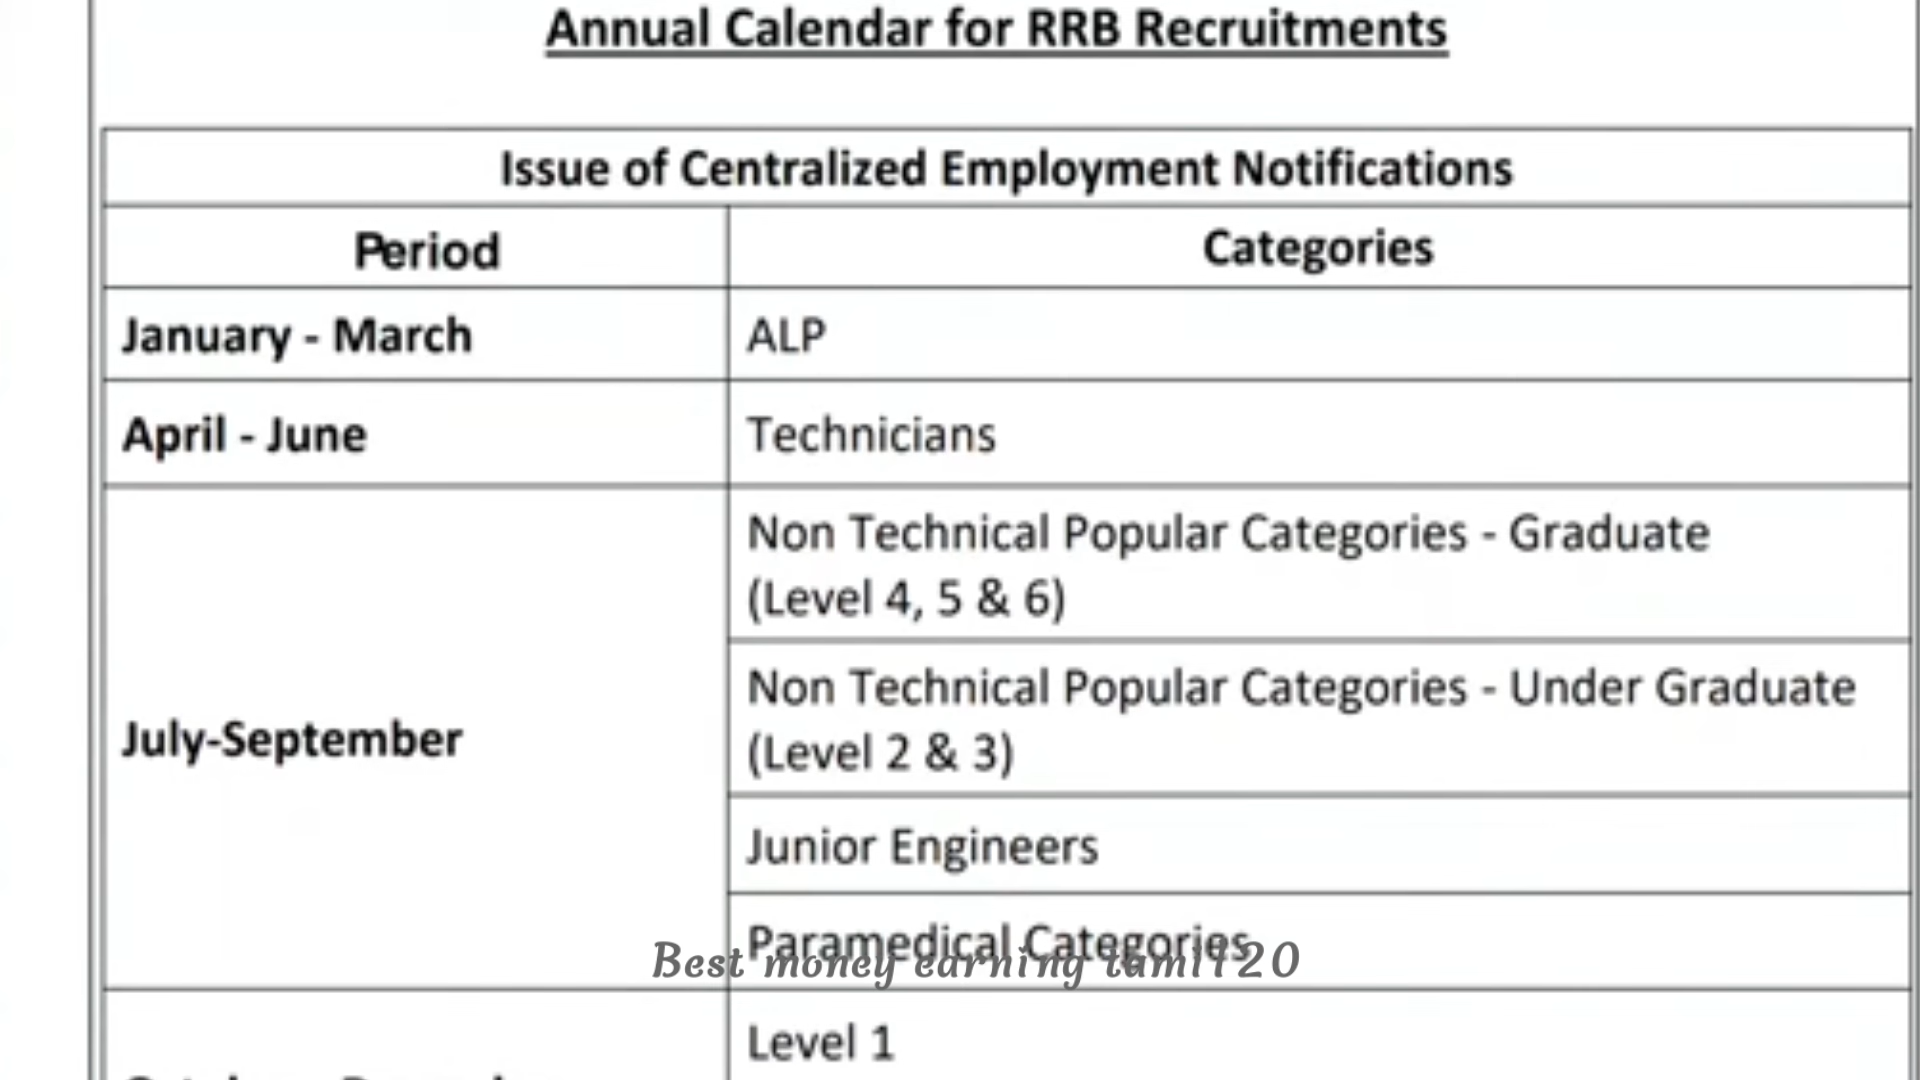 Annual Calendar for RRB Recruitments
Issue of Centralized Employment Notifications
Period Categories
January - March ALP
April - June Technicians
Non Technical Popular Categories - Graduate
(Level 4, 5 & 6)
July-September
Non Technical Popular Categories - Under Graduate
(Level 2 & 3)
Junior Engineers
Paramedical Categories
Best money earning tamil 20
Level 1